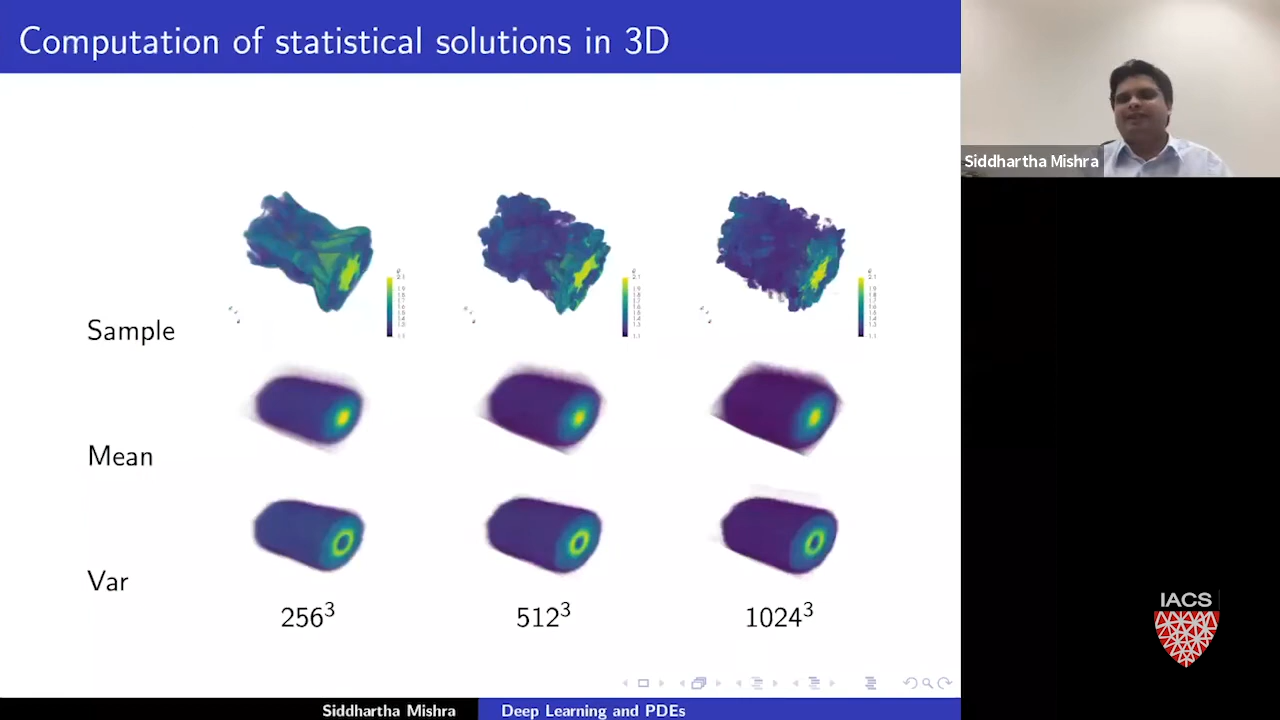 Computation of statistical solutions in 3D
Siddhartha Mishra
Sample
Mean
Var
256³
512³
1024³
IACS
Siddhartha Mishra
Deep Learning and PDEs